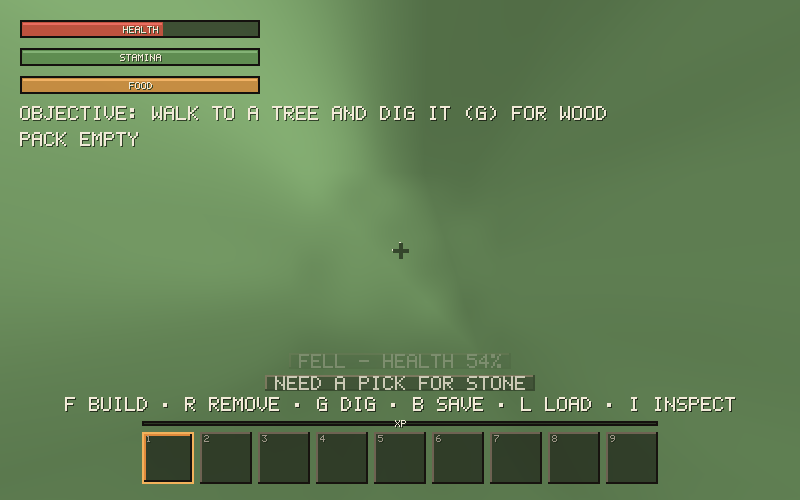 HEALTH
STAMINA
FOOD
OBJECTIVE: WALK TO A TREE AND DIG IT (G) FOR WOOD
PACK EMPTY
FELL - HEALTH 54%
NEED A PICK FOR STONE
F BUILD · R REMOVE · G DIG · B SAVE · L LOAD · I INSPECT
XP
1 2 3 4 5 6 7 8 9